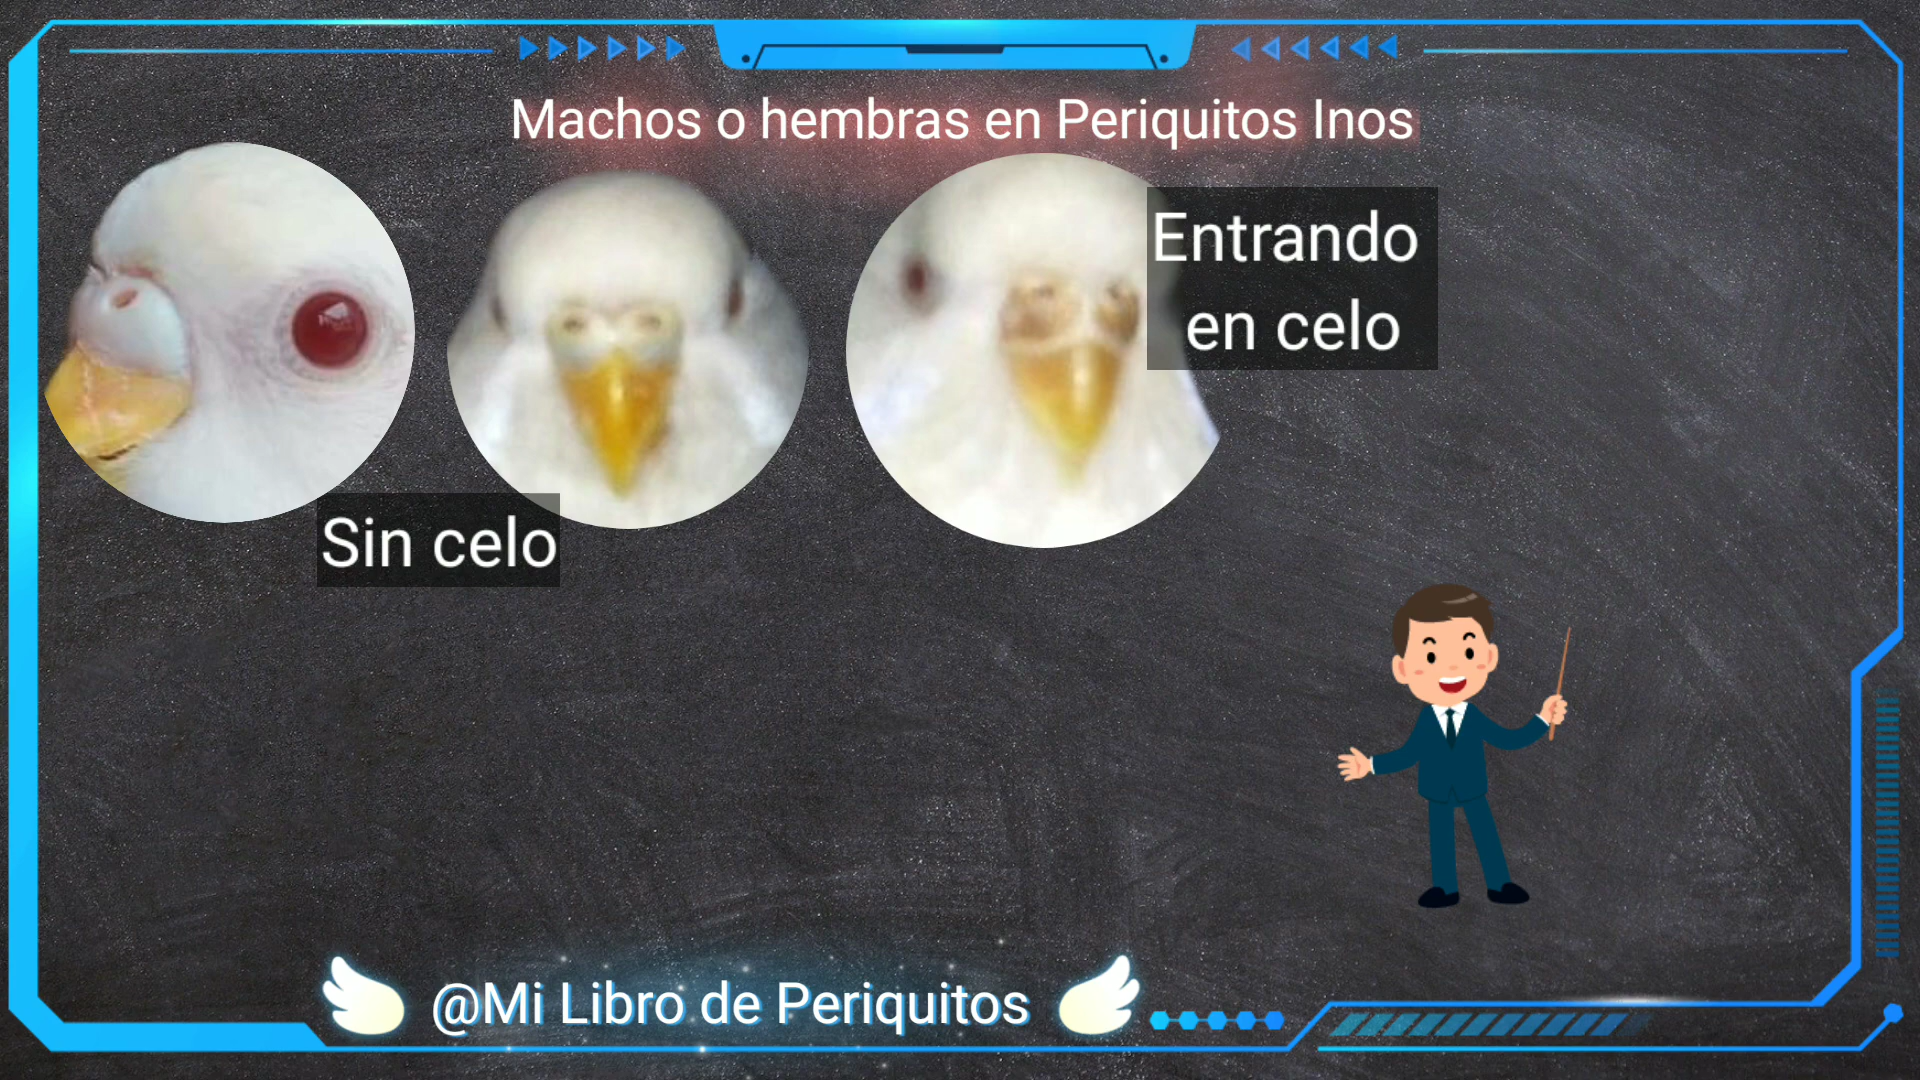 Machos o hembras en Periquitos Inos
Entrando
en celo
Sin celo
@Mi Libro de Periquitos